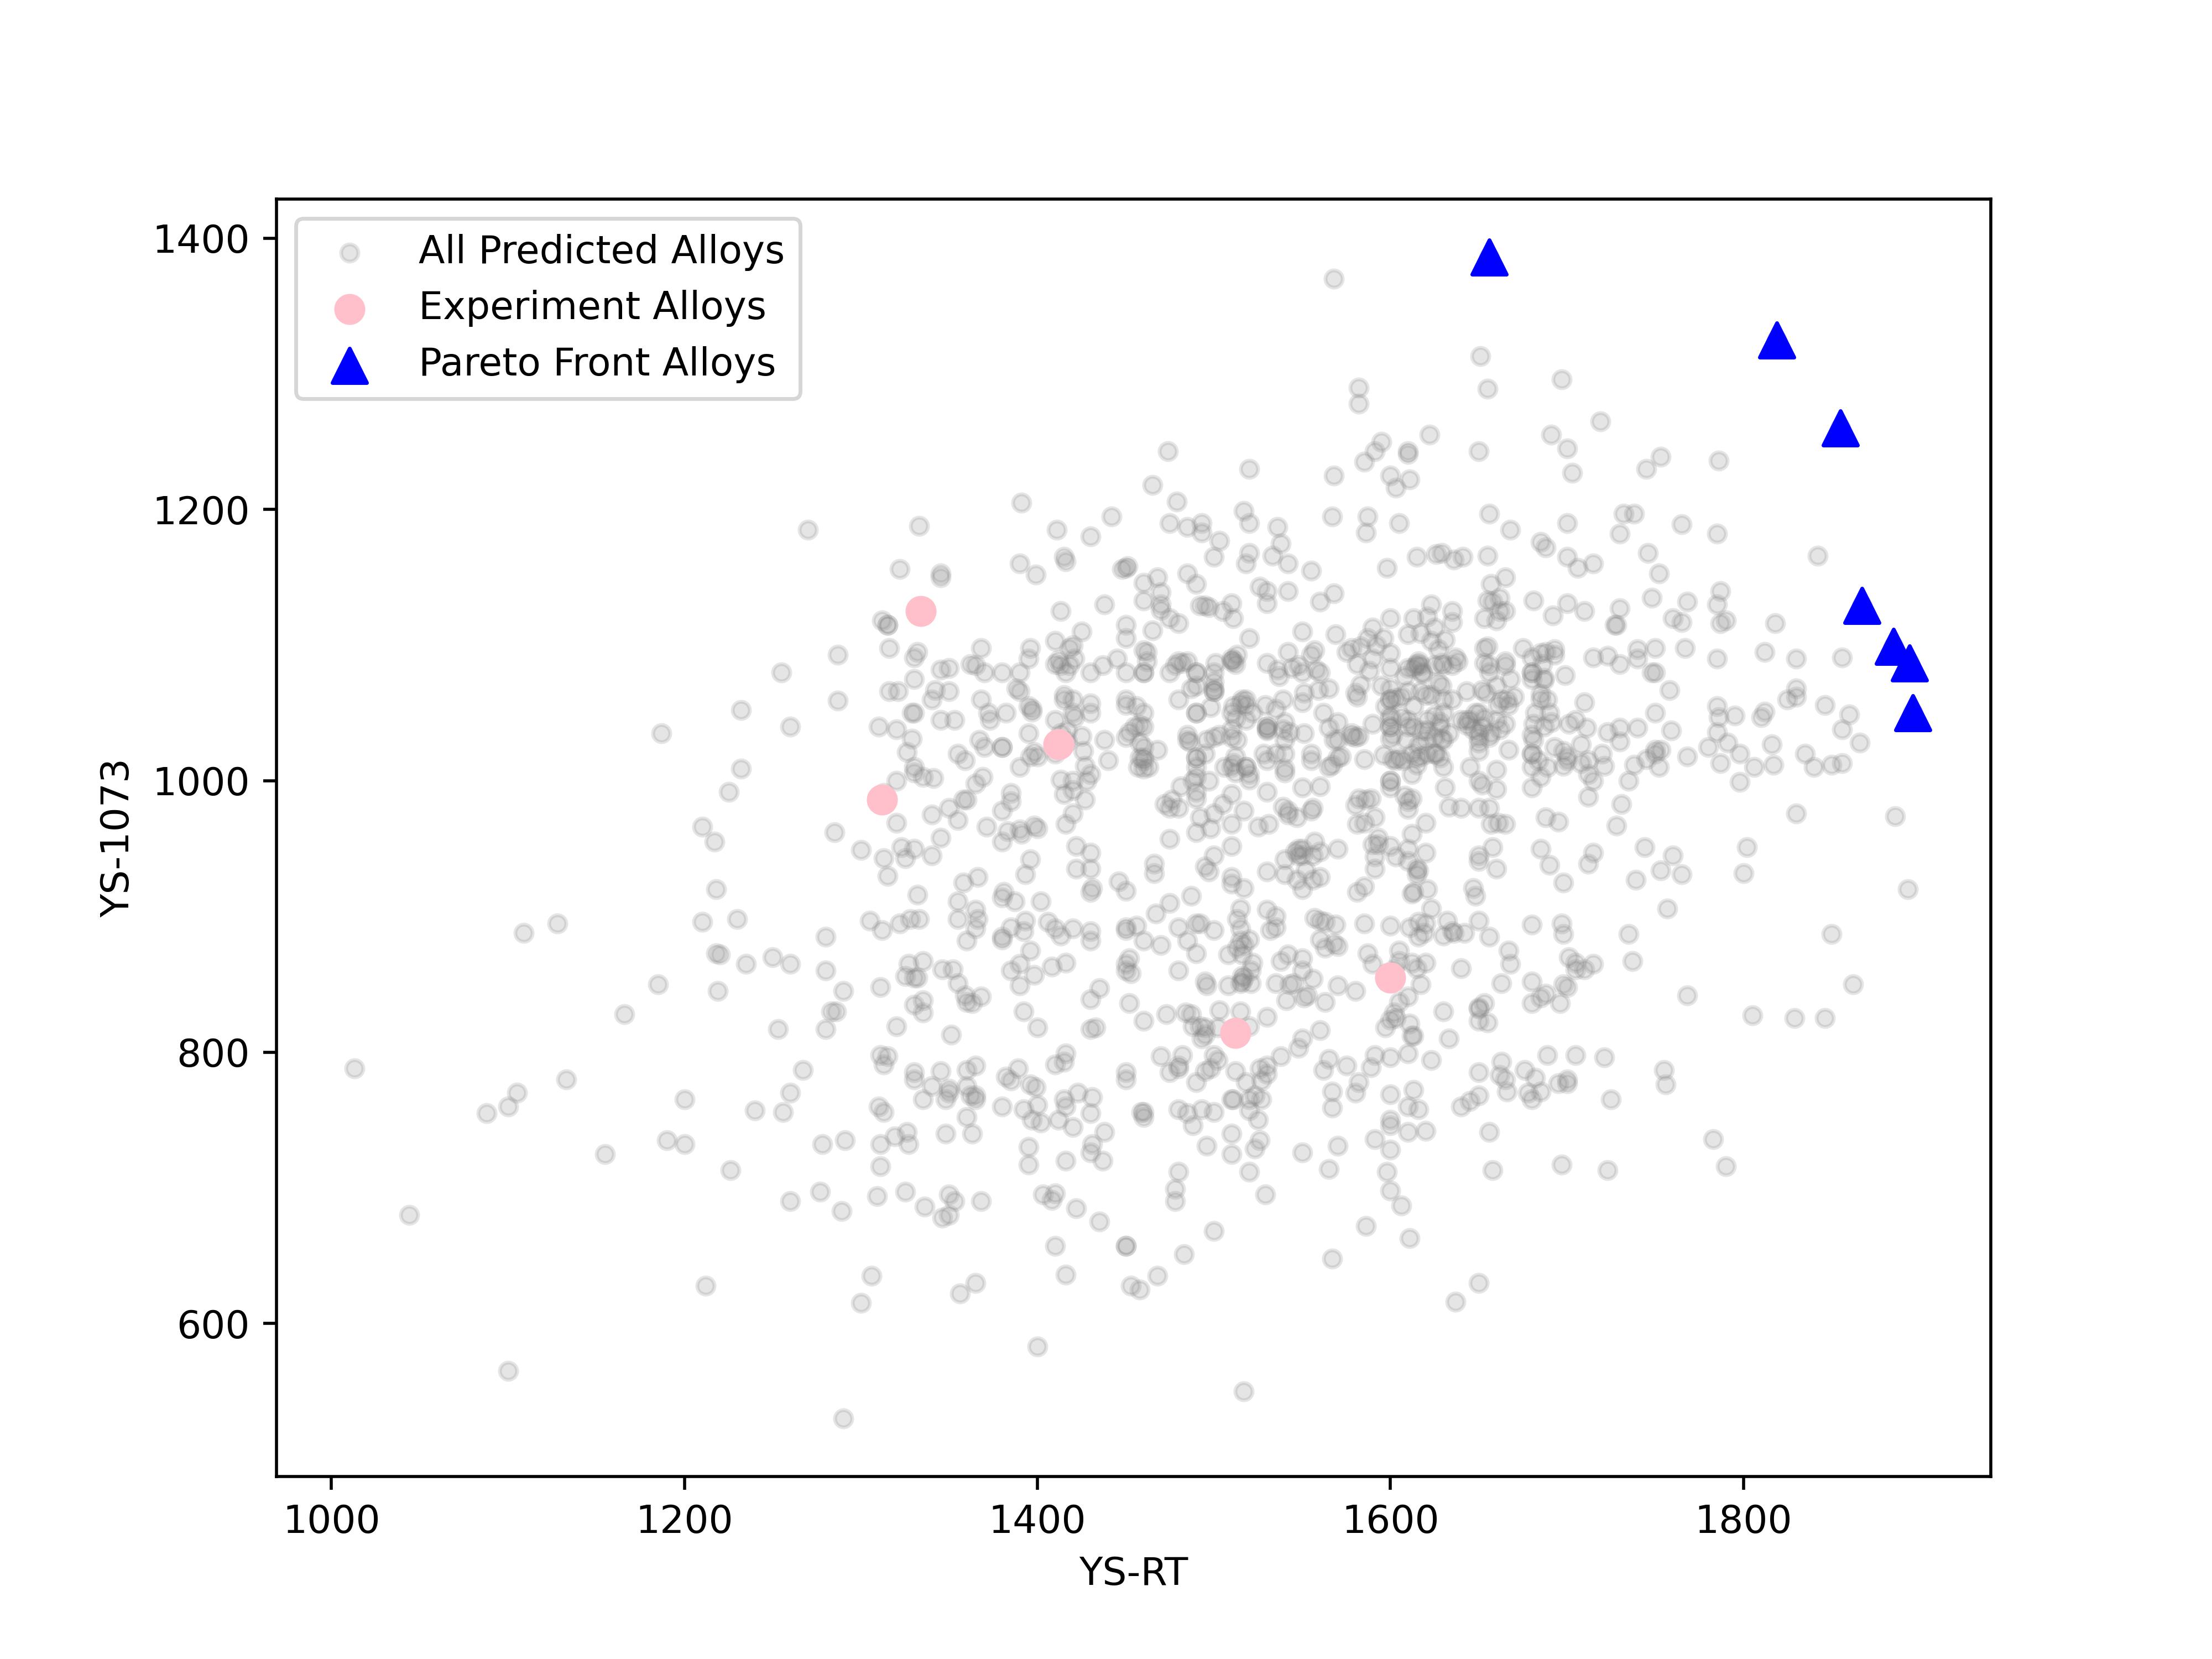 All Predicted Alloys
Experiment Alloys
Pareto Front Alloys
1400
1200
1000
800
600
YS-1073
1000 1200 1400 1600 1800
YS-RT